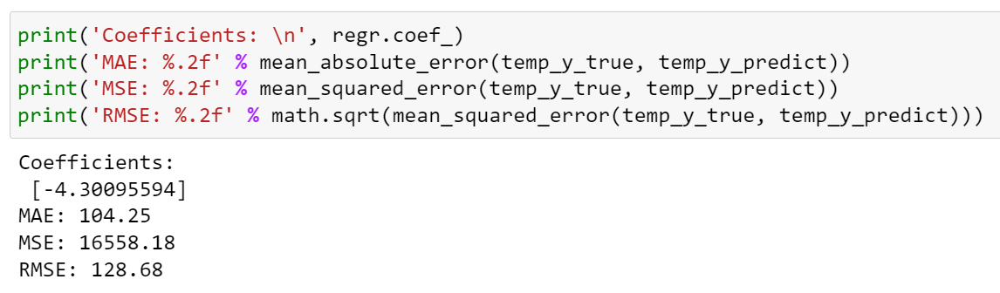 print('Coefficients: \n', regr.coef_)
print('MAE: %.2f' % mean_absolute_error(temp_y_true, temp_y_predict))
print('MSE: %.2f' % mean_squared_error(temp_y_true, temp_y_predict))
print('RMSE: %.2f' % math.sqrt(mean_squared_error(temp_y_true, temp_y_predict)))
Coefficients:
 [-4.30095594]
MAE: 104.25
MSE: 16558.18
RMSE: 128.68